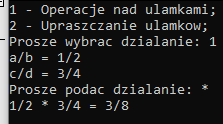 1 - Operacje nad ulamkami;
2 - Upraszczanie ulamkow;
Prosze wybrac dzialanie: 1
a/b = 1/2
c/d = 3/4
Prosze podac dzialanie: *
1/2 * 3/4 = 3/8